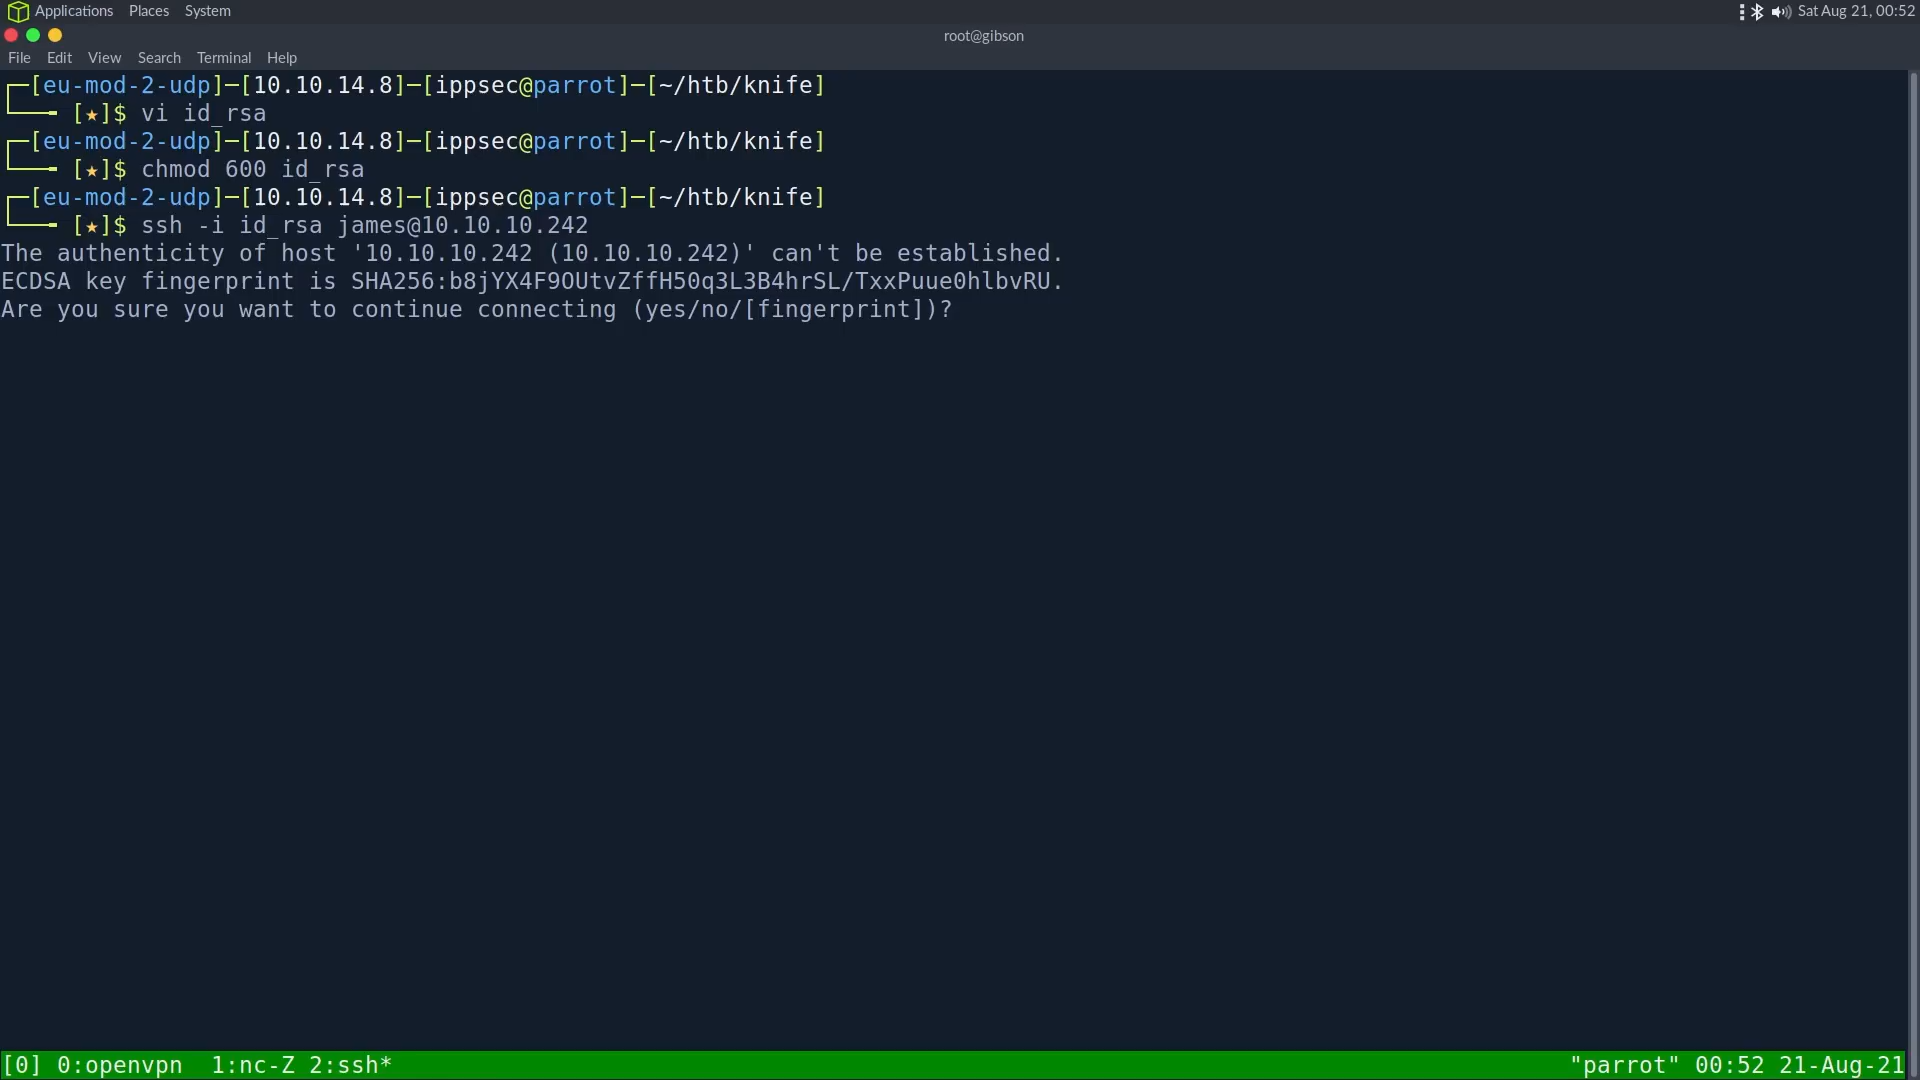 Applications Places System Sat Aug 21, 00:52
root@gibson
File Edit View Search Terminal Help
┌─[eu-mod-2-udp]─[10.10.14.8]─[ippsec@parrot]─[~/htb/knife]
└──╼ [★]$ vi id_rsa
┌─[eu-mod-2-udp]─[10.10.14.8]─[ippsec@parrot]─[~/htb/knife]
└──╼ [★]$ chmod 600 id_rsa
┌─[eu-mod-2-udp]─[10.10.14.8]─[ippsec@parrot]─[~/htb/knife]
└──╼ [★]$ ssh -i id_rsa james@10.10.10.242
The authenticity of host '10.10.10.242 (10.10.10.242)' can't be established.
ECDSA key fingerprint is SHA256:b8jYX4F9OUtvZffH50q3L3B4hrSL/TxxPuue0hlbvRU.
Are you sure you want to continue connecting (yes/no/[fingerprint])?
[0] 0:openvpn  1:nc-Z 2:ssh* "parrot" 00:52 21-Aug-21